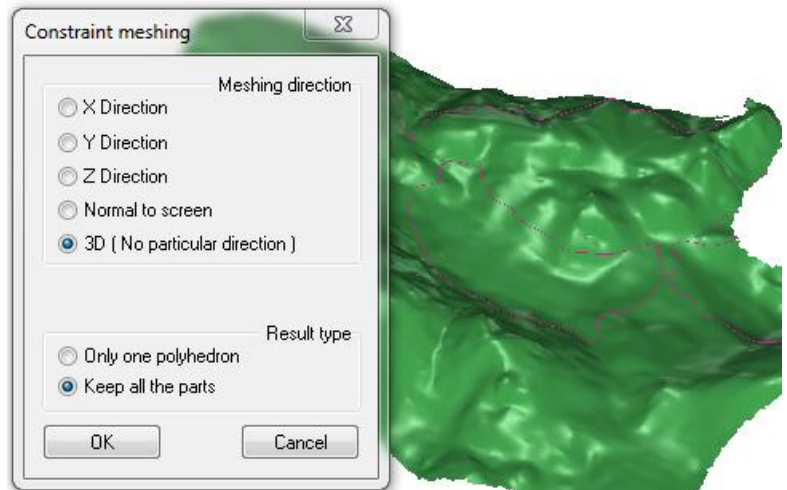 Constraint meshing
Meshing direction
X Direction
Y Direction
Z Direction
Normal to screen
3D ( No particular direction )
Result type
Only one polyhedron
Keep all the parts
OK
Cancel